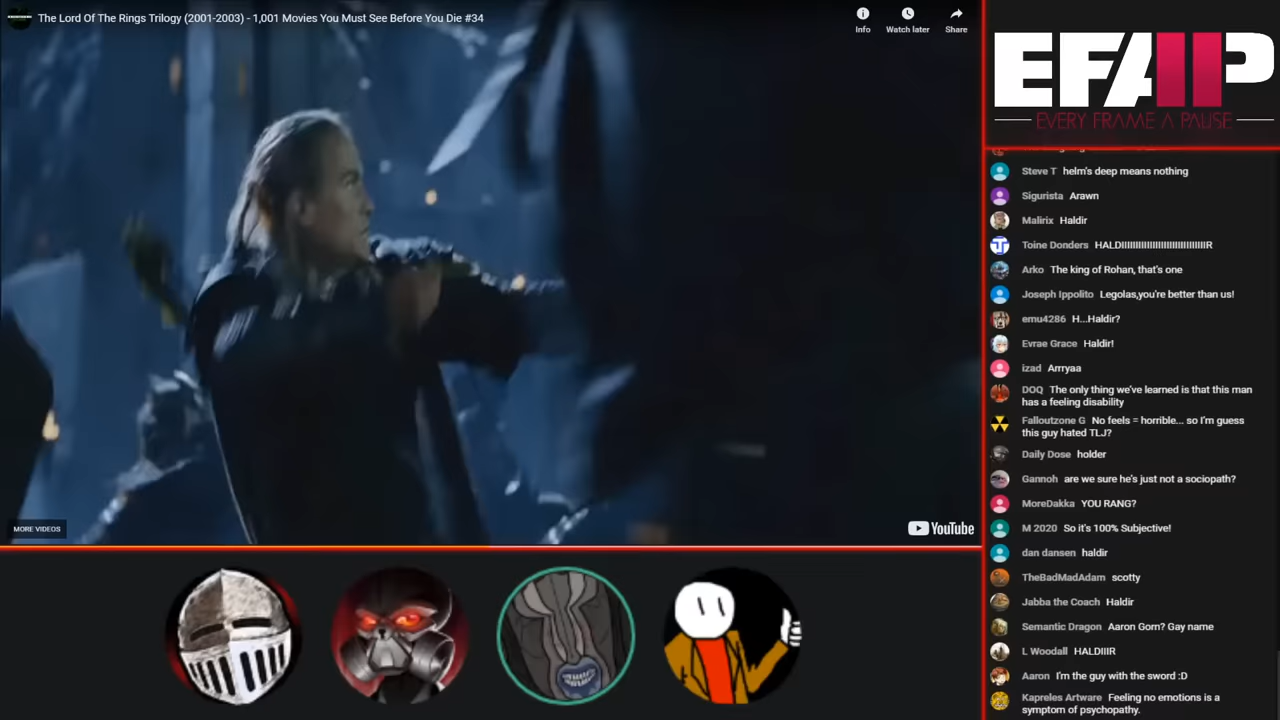 The Lord Of The Rings Trilogy (2001-2003) - 1,001 Movies You Must See Before You Die #34
Info
Watch later
Share
MORE VIDEOS
YouTube
EFAP
EVERY FRAME A PAUSE
Steve T helm's deep means nothing
Sigurista Arawn
Malirix Haldir
Toine Donders HALDIIIIIIIIIIIIIIIIIIIIIIIIIIIIIR
Arko The king of Rohan, that's one
Joseph Ippolito Legolas,you're better than us!
emu4286 H...Haldir?
Evrae Grace Haldir!
izad Arrryaa
DOQ The only thing we've learned is that this man
has a feeling disability
Falloutzone G No feels = horrible... so I'm guess
this guy hated TLJ?
Daily Dose holder
Gannoh are we sure he's just not a sociopath?
MoreDakka YOU RANG?
M 2020 So it's 100% Subjective!
dan dansen haldir
TheBadMadAdam scotty
Jabba the Coach Haldir
Semantic Dragon Aaron Gorn? Gay name
L Woodall HALDIIIR
Aaron I'm the guy with the sword :D
Kapreles Artware Feeling no emotions is a
symptom of psychopathy.